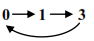 0 → 1 → 3